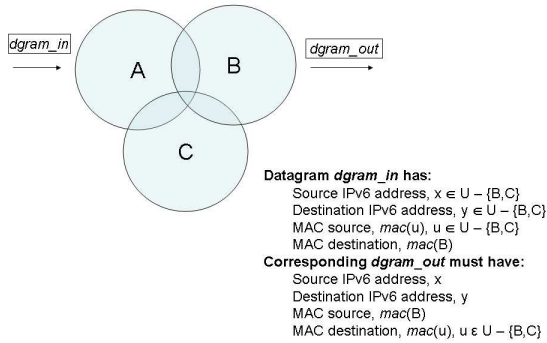 dgram_in
dgram_out
A
B
C
Datagram dgram_in has:
Source IPv6 address, x ∈ U – {B,C}
Destination IPv6 address, y ∈ U – {B,C}
MAC source, mac(u), u ∈ U – {B,C}
MAC destination, mac(B)
Corresponding dgram_out must have:
Source IPv6 address, x
Destination IPv6 address, y
MAC source, mac(B)
MAC destination, mac(u), u ε U – {B,C}